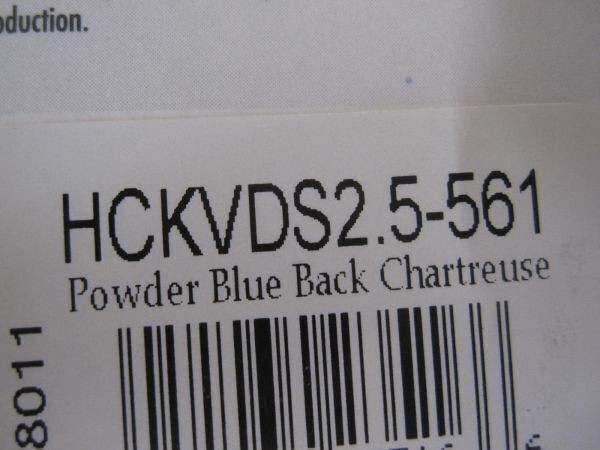 oduction.
HCKVDS2.5-561
Powder Blue Back Chartreuse
8011